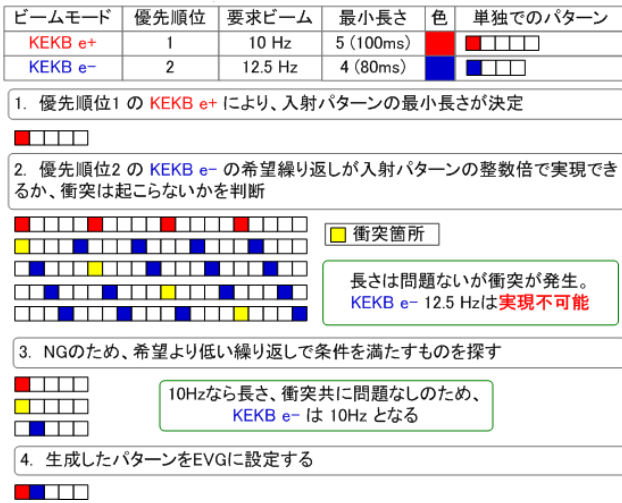 ビームモード 優先順位 要求ビーム 最小長さ 色 単独でのパターン
KEKB e+ 1 10 Hz 5 (100ms)
KEKB e− 2 12.5 Hz 4 (80ms)
1. 優先順位1 の KEKB e+ により、入射パターンの最小長さが決定
2. 優先順位2 の KEKB e− の希望繰り返しが入射パターンの整数倍で実現でき
るか、衝突は起こらないかを判断
衝突箇所
長さは問題ないが衝突が発生。
KEKB e− 12.5 Hzは実現不可能
3. NGのため、希望より低い繰り返しで条件を満たすものを探す
10Hzなら長さ、衝突共に問題なしのため、
KEKB e− は 10Hz となる
4. 生成したパターンをEVGに設定する